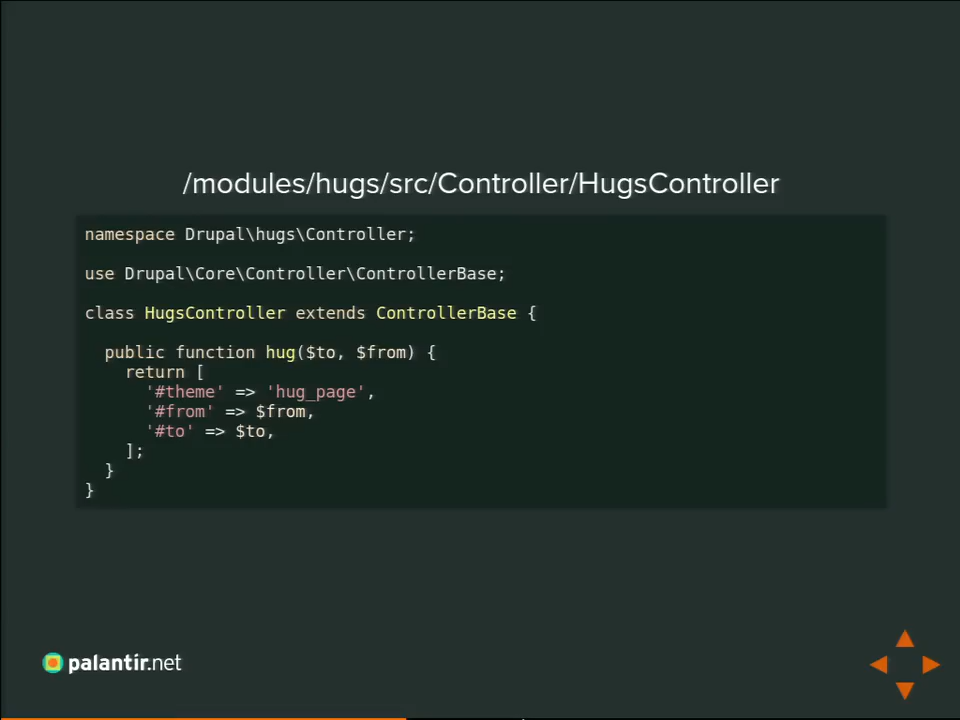 /modules/hugs/src/Controller/HugsController
namespace Drupal\hugs\Controller;
use Drupal\Core\Controller\ControllerBase;
class HugsController extends ControllerBase {
public function hug($to, $from) {
return [
'#theme' => 'hug_page',
'#from' => $from,
'#to' => $to,
];
}
}
palantir.net